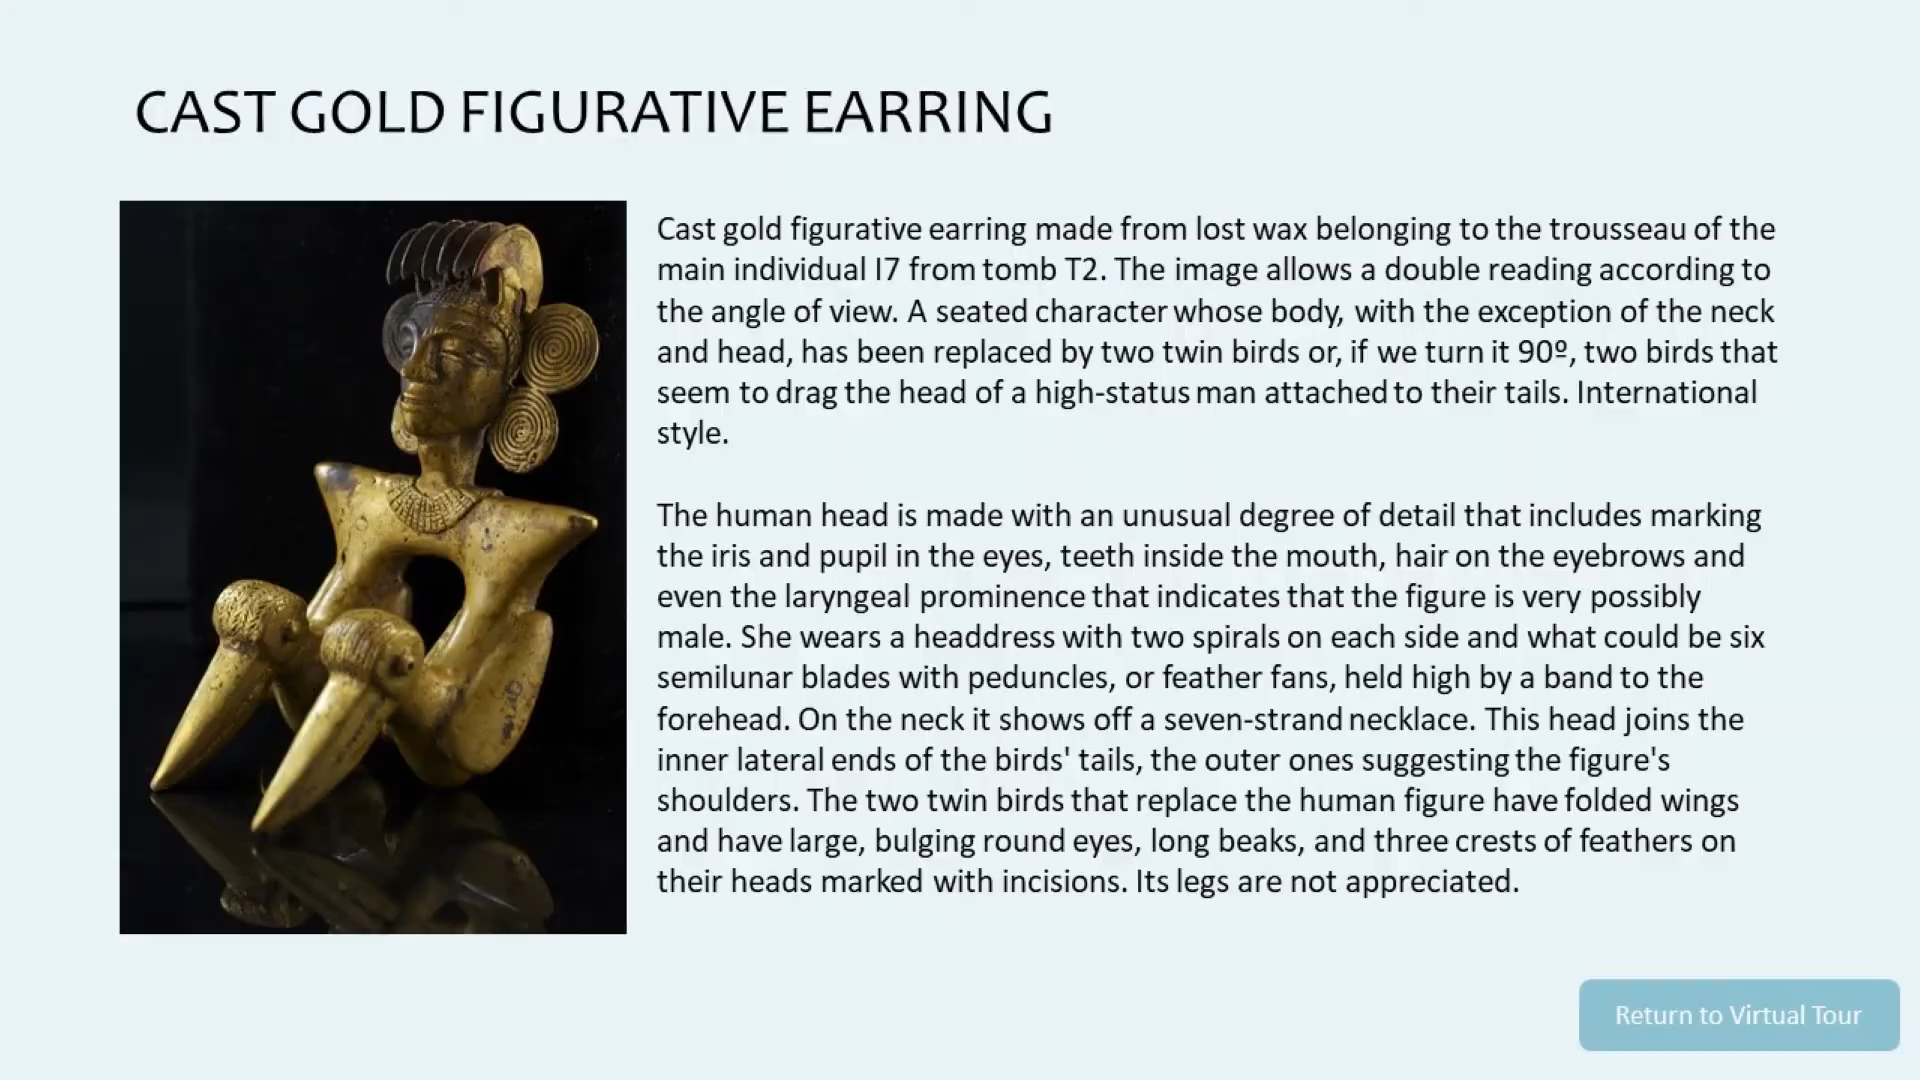 CAST GOLD FIGURATIVE EARRING
Cast gold figurative earring made from lost wax belonging to the trousseau of the
main individual I7 from tomb T2. The image allows a double reading according to
the angle of view. A seated character whose body, with the exception of the neck
and head, has been replaced by two twin birds or, if we turn it 90º, two birds that
seem to drag the head of a high-status man attached to their tails. International
style.
The human head is made with an unusual degree of detail that includes marking
the iris and pupil in the eyes, teeth inside the mouth, hair on the eyebrows and
even the laryngeal prominence that indicates that the figure is very possibly
male. She wears a headdress with two spirals on each side and what could be six
semilunar blades with peduncles, or feather fans, held high by a band to the
forehead. On the neck it shows off a seven-strand necklace. This head joins the
inner lateral ends of the birds' tails, the outer ones suggesting the figure's
shoulders. The two twin birds that replace the human figure have folded wings
and have large, bulging round eyes, long beaks, and three crests of feathers on
their heads marked with incisions. Its legs are not appreciated.
Return to Virtual Tour